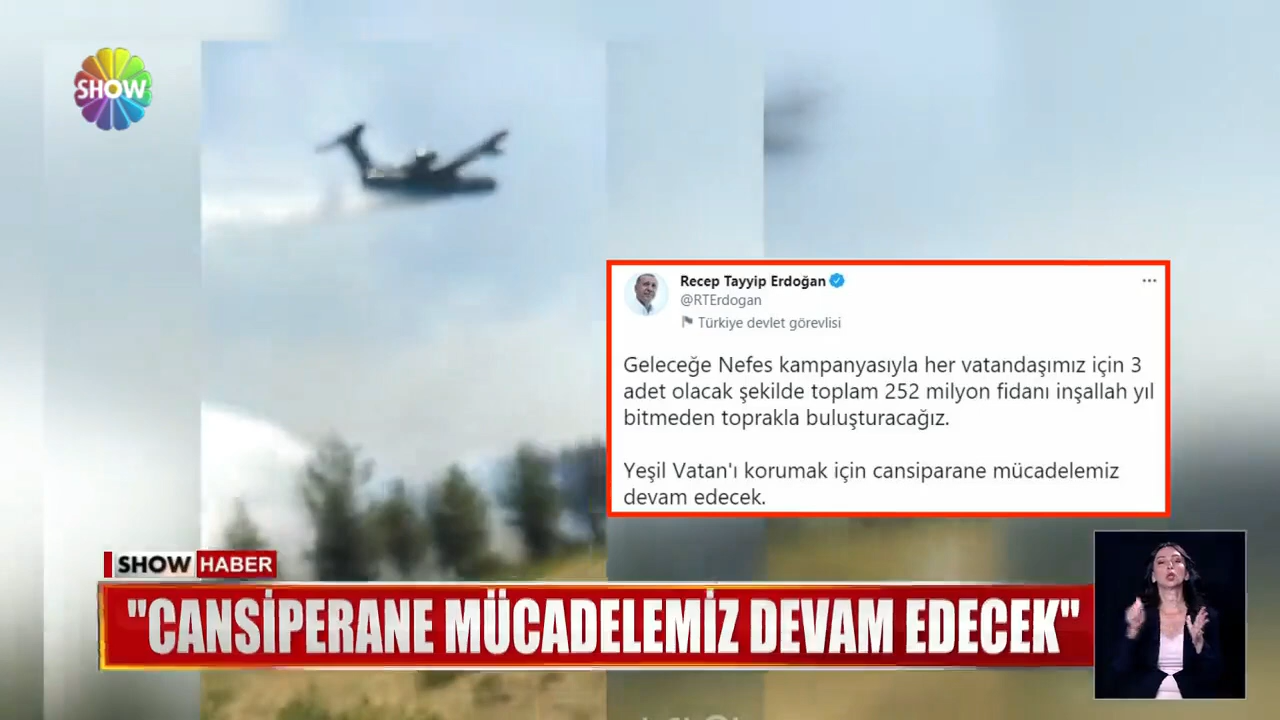 SHOW
Recep Tayyip Erdoğan
@RTErdogan
Türkiye devlet görevlisi
Geleceğe Nefes kampanyasıyla her vatandaşımız için 3
adet olacak şekilde toplam 252 milyon fidanı inşallah yıl
bitmeden toprakla buluşturacağız.
Yeşil Vatan'ı korumak için cansiparane mücadelemiz
devam edecek.
SHOW HABER
"CANSİPERANE MÜCADELEMİZ DEVAM EDECEK"